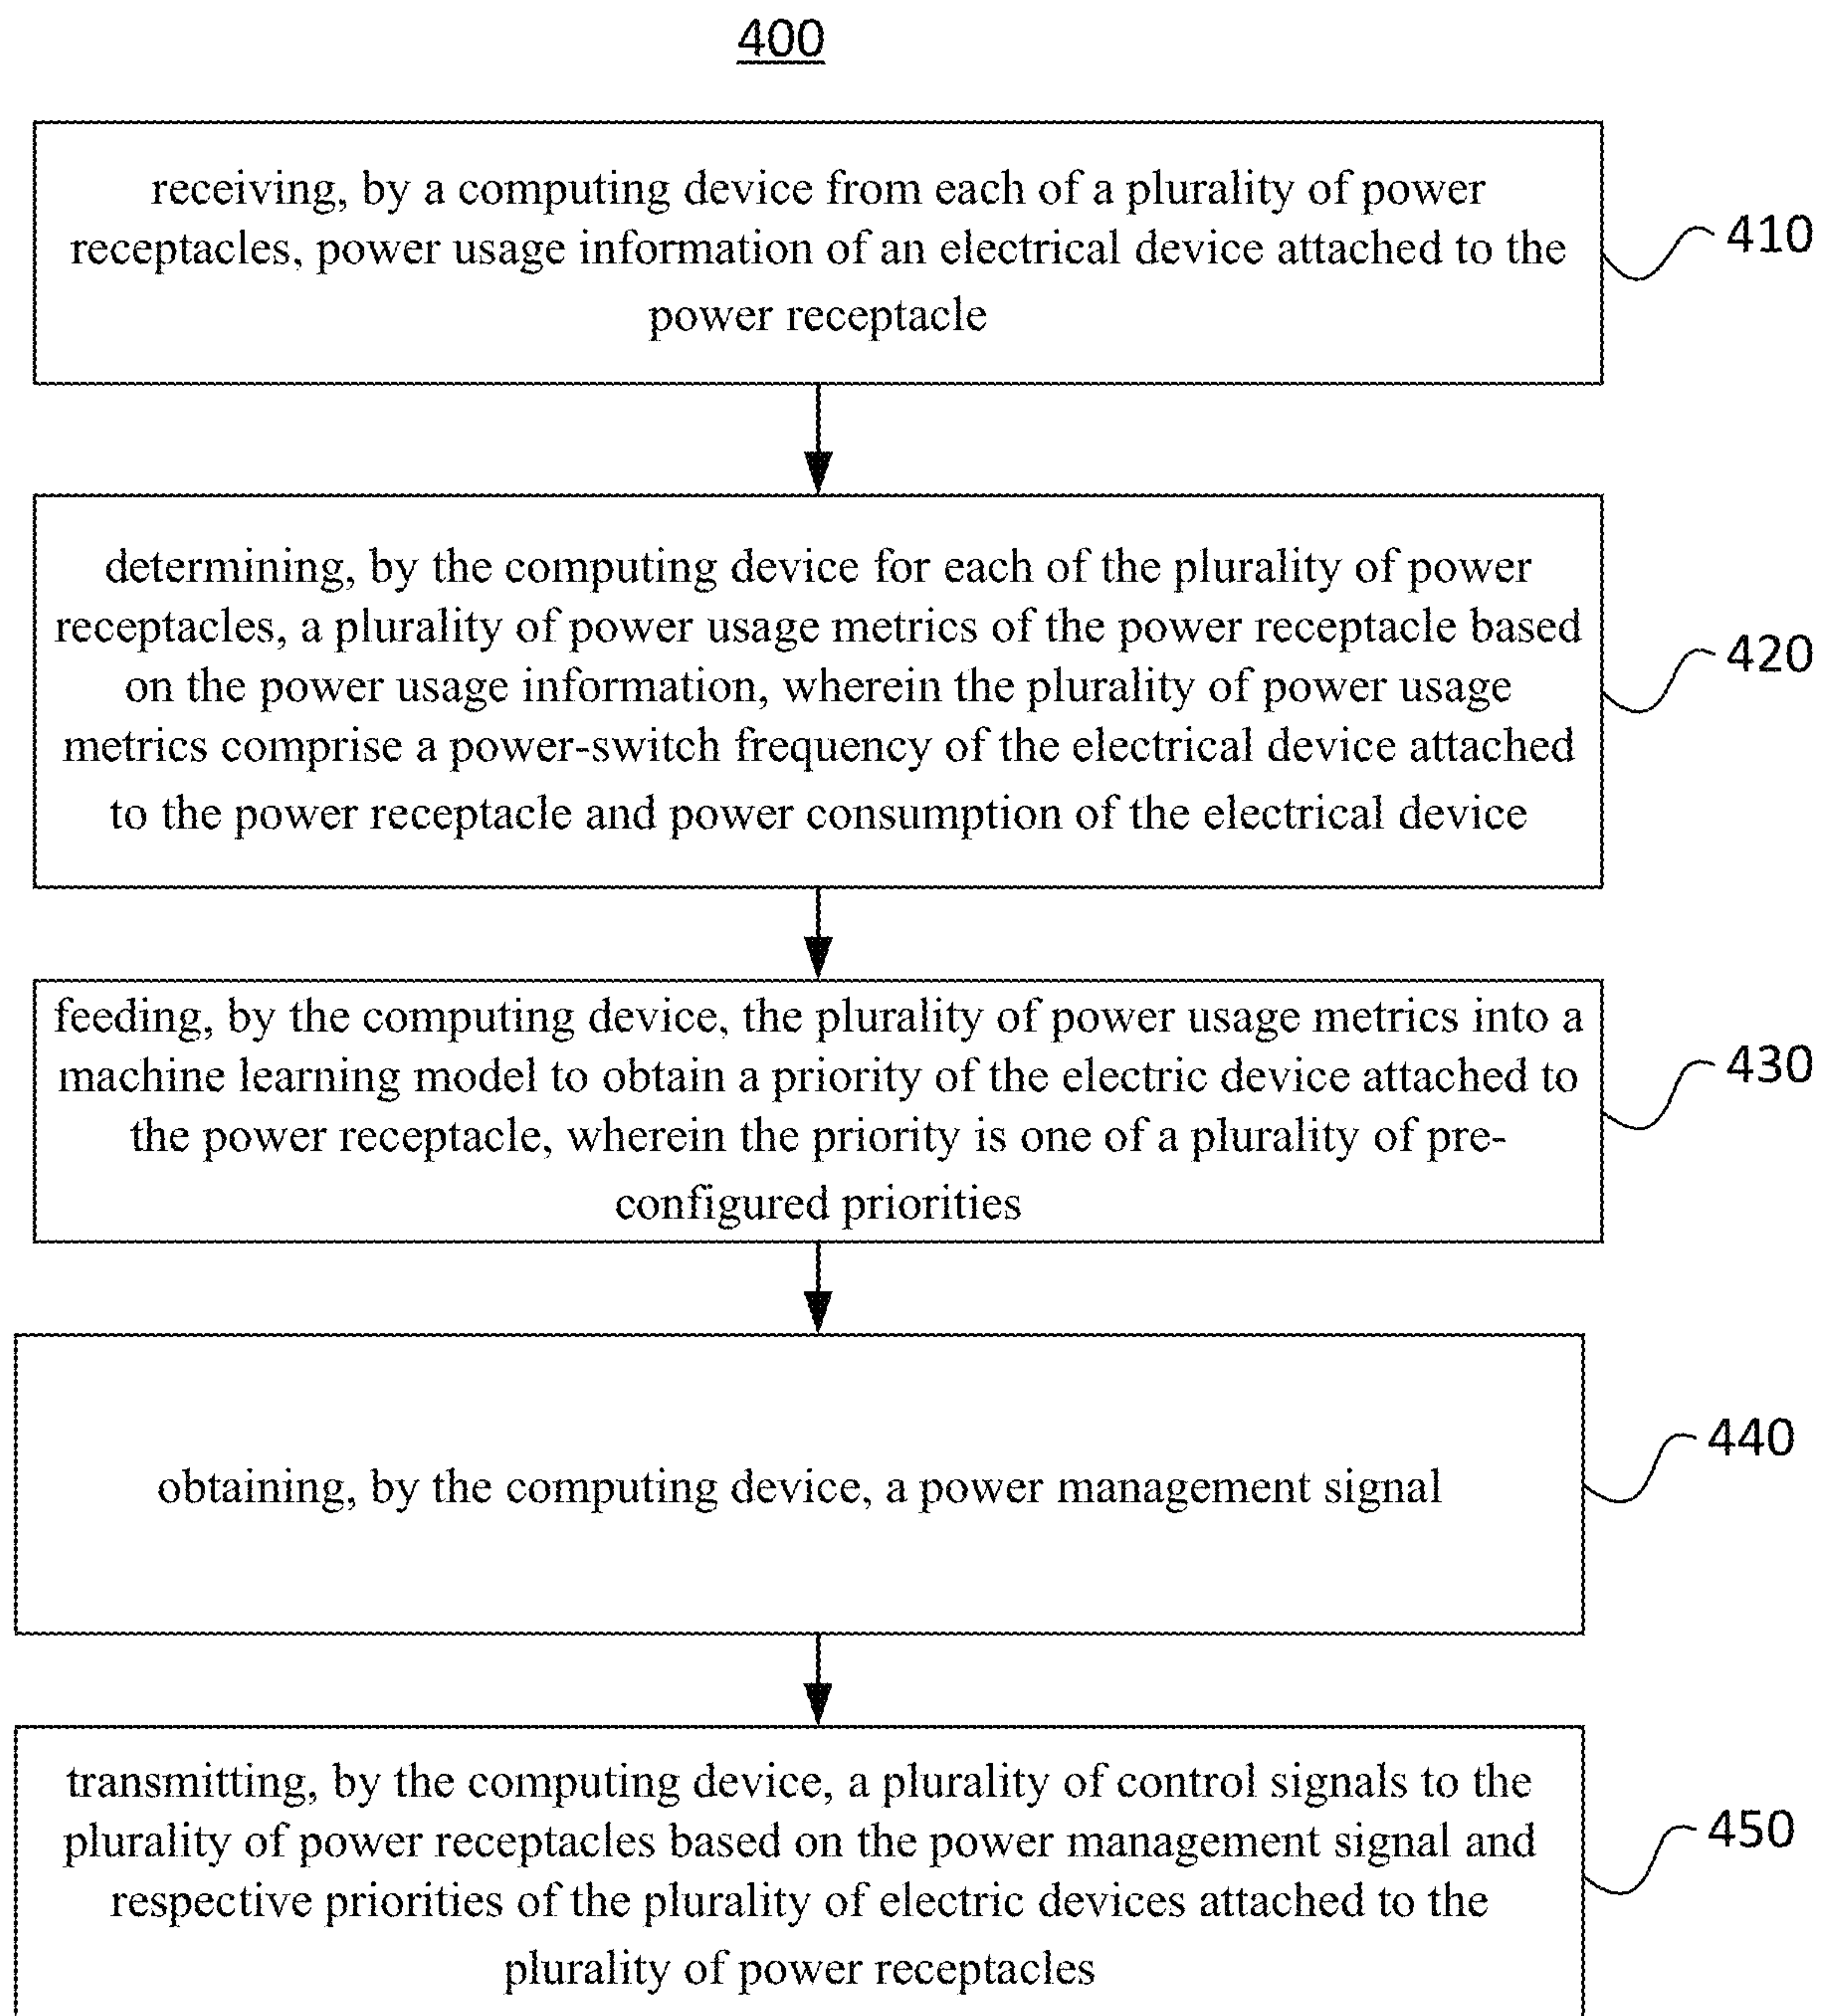 400
receiving, by a computing device from each of a plurality of power
receptacles, power usage information of an electrical device attached to the
power receptacle
410
determining, by the computing device for each of the plurality of power
receptacles, a plurality of power usage metrics of the power receptacle based
on the power usage information, wherein the plurality of power usage
metrics comprise a power-switch frequency of the electrical device attached
to the power receptacle and power consumption of the electrical device
420
feeding, by the computing device, the plurality of power usage metrics into a
machine learning model to obtain a priority of the electric device attached to
the power receptacle, wherein the priority is one of a plurality of pre-
configured priorities
430
obtaining, by the computing device, a power management signal
440
transmitting, by the computing device, a plurality of control signals to the
plurality of power receptacles based on the power management signal and
respective priorities of the plurality of electric devices attached to the
plurality of power receptacles
450